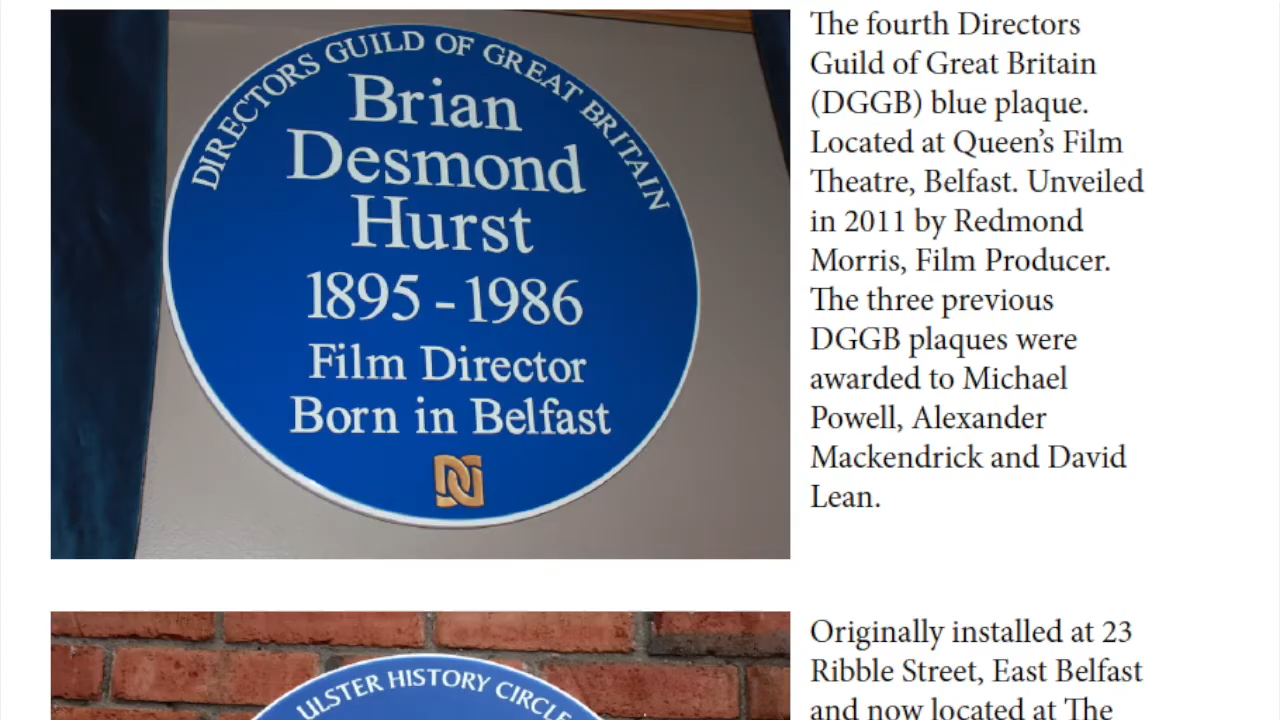 DIRECTORS GUILD OF GREAT BRITAIN
Brian
Desmond
Hurst
1895 - 1986
Film Director
Born in Belfast
The fourth Directors
Guild of Great Britain
(DGGB) blue plaque.
Located at Queen’s Film
Theatre, Belfast. Unveiled
in 2011 by Redmond
Morris, Film Producer.
The three previous
DGGB plaques were
awarded to Michael
Powell, Alexander
Mackendrick and David
Lean.
ULSTER HISTORY CIRCLE
Originally installed at 23
Ribble Street, East Belfast
and now located at The